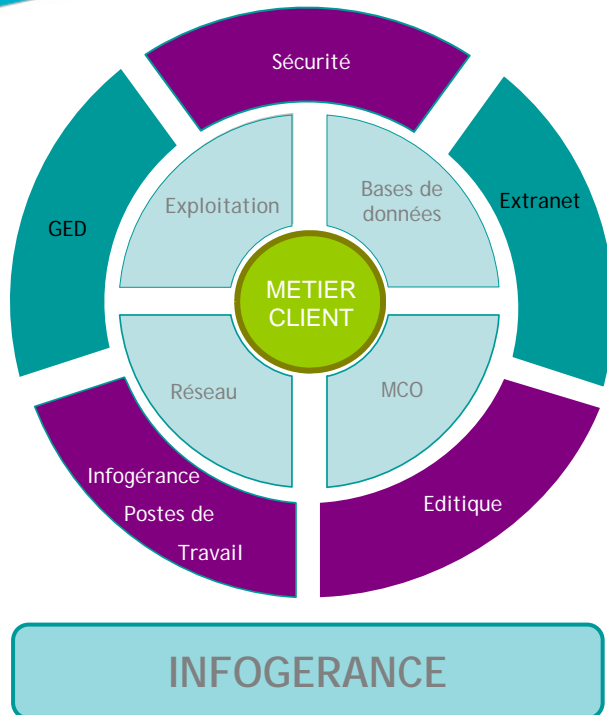 Sécurité
GED
Exploitation
Bases de
données
Extranet
METIER
CLIENT
Réseau
MCO
Infogérance
Postes de
Travail
Editique
INFOGERANCE